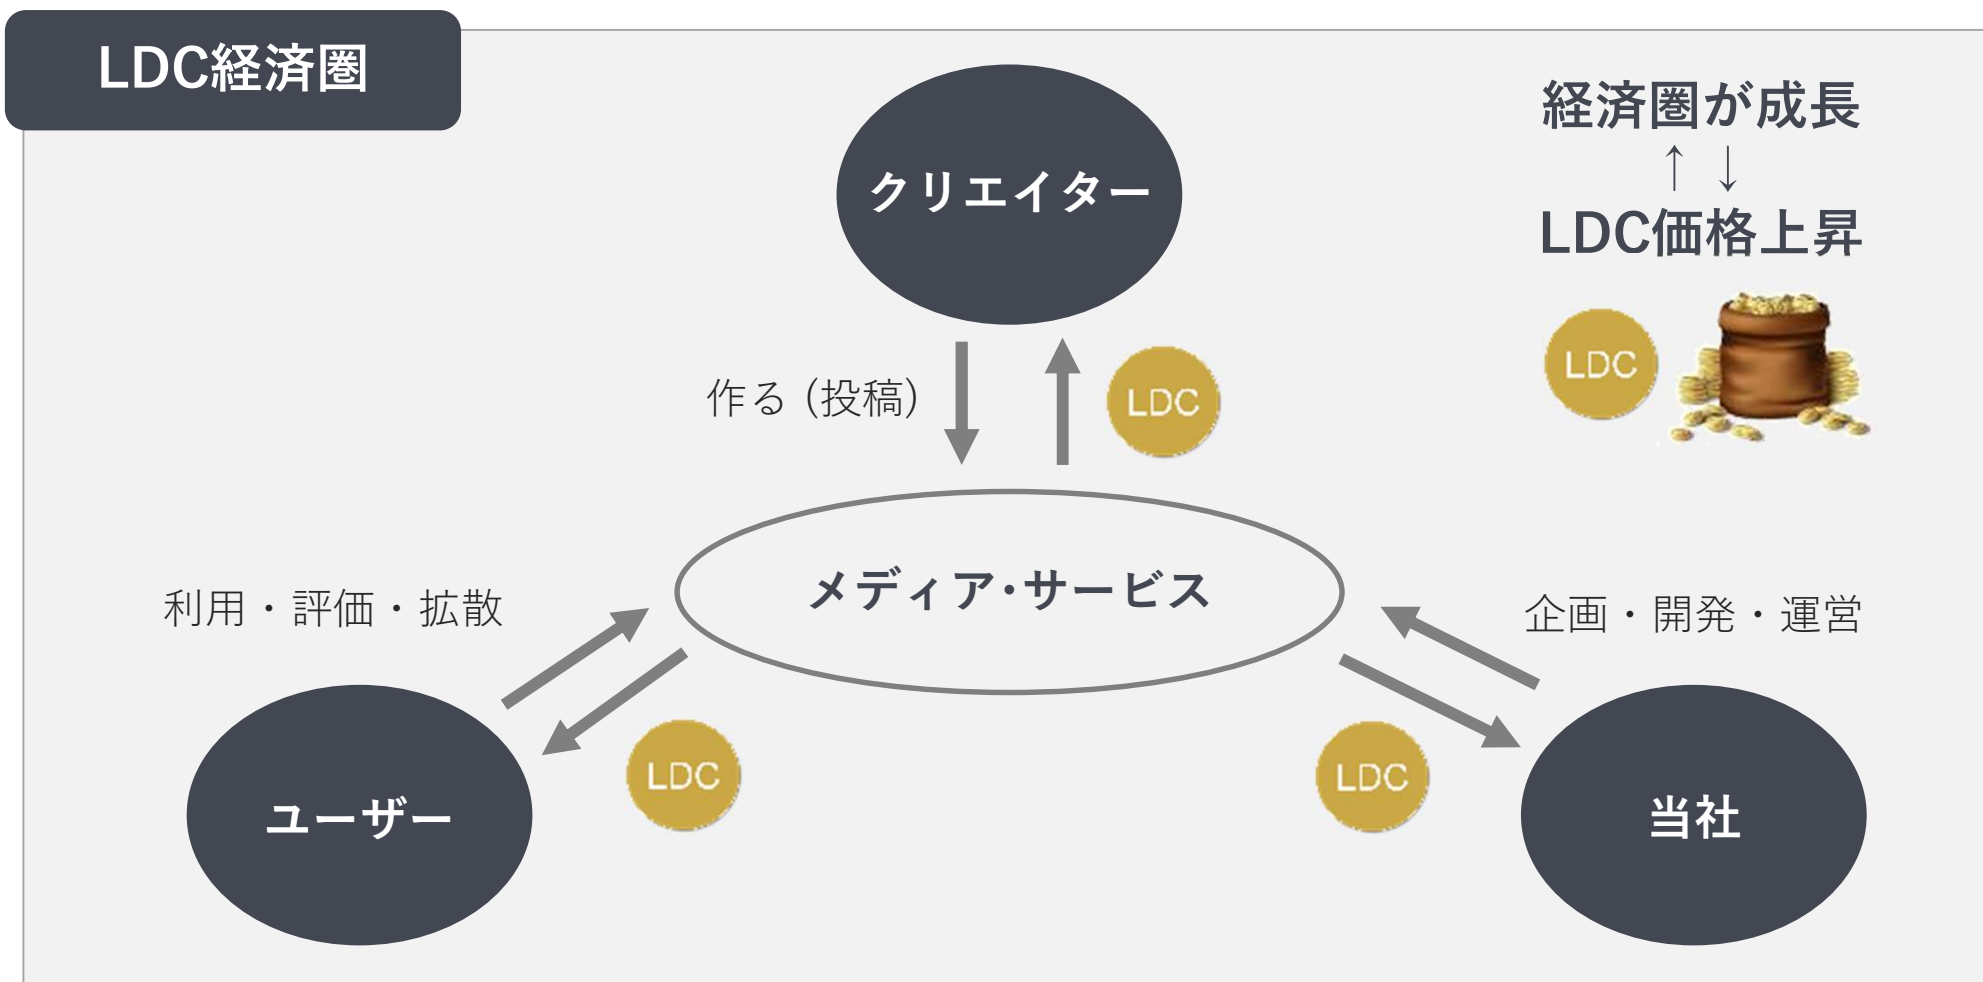 LDC経済圏
クリエイター
経済圏が成長
↑ ↓
LDC価格上昇
LDC
作る (投稿)
LDC
メディア・サービス
利用・評価・拡散
企画・開発・運営
ユーザー
LDC
LDC
当社